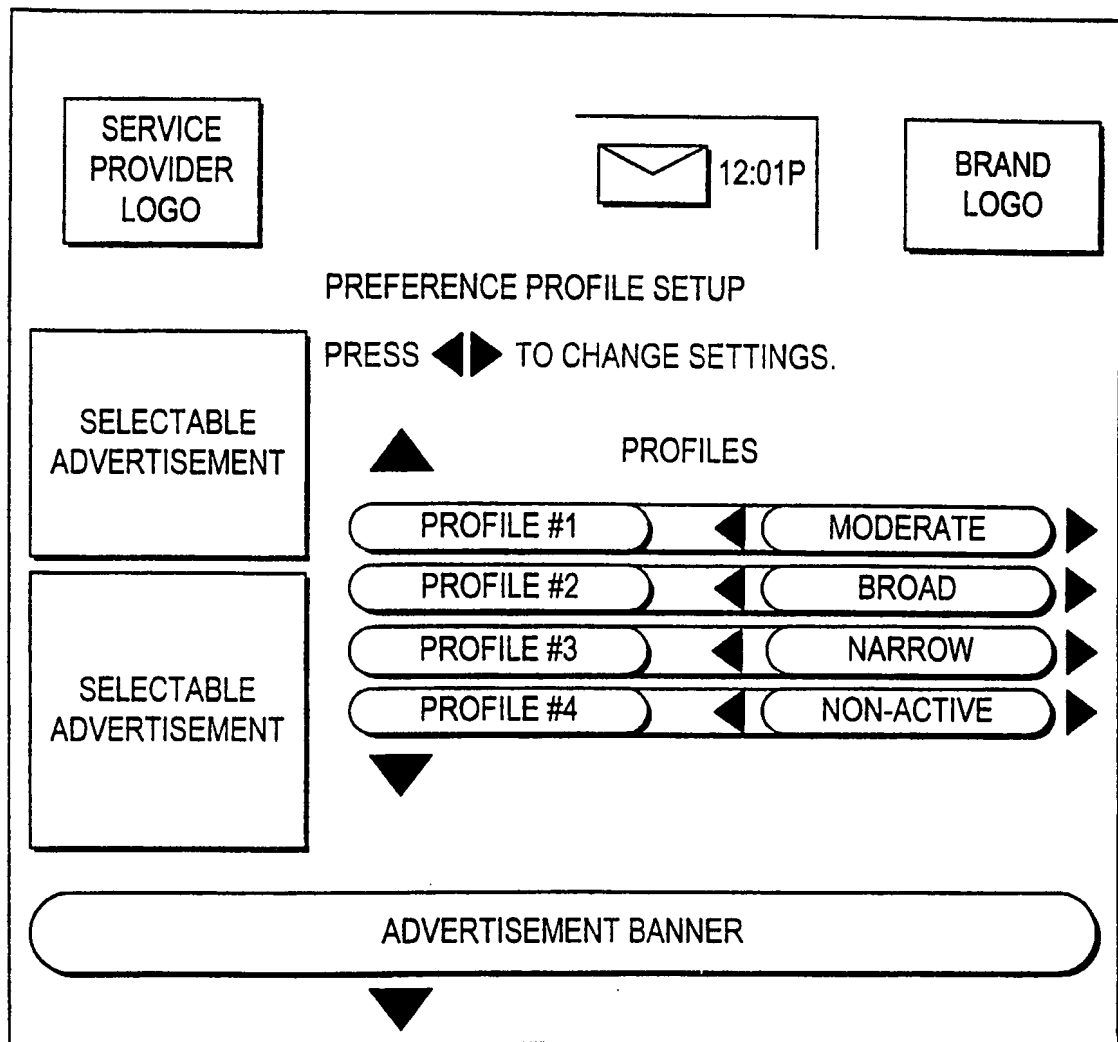 SERVICE
PROVIDER
LOGO
12:01P
BRAND
LOGO
PREFERENCE PROFILE SETUP
PRESS ◀▶ TO CHANGE SETTINGS.
SELECTABLE
ADVERTISEMENT
PROFILES
PROFILE #1 MODERATE
PROFILE #2 BROAD
PROFILE #3 NARROW
PROFILE #4 NON-ACTIVE
SELECTABLE
ADVERTISEMENT
ADVERTISEMENT BANNER